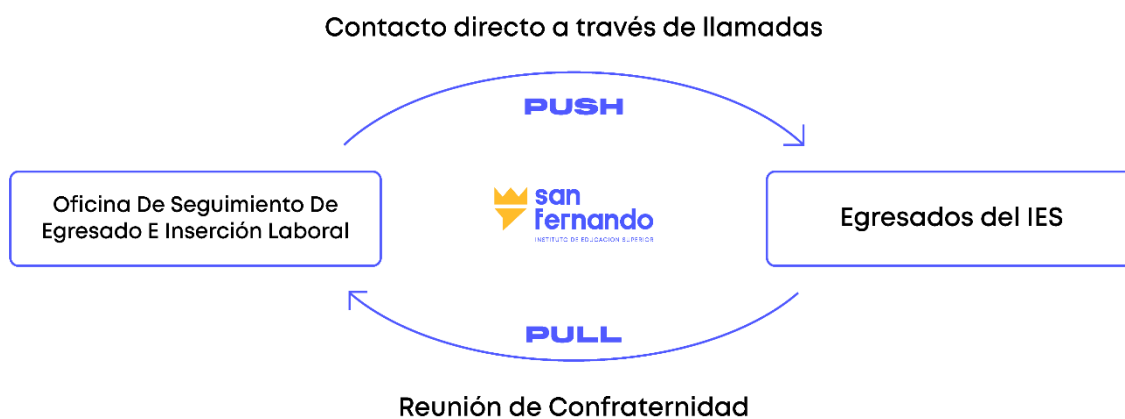 Contacto directo a través de llamadas
PUSH
Oficina De Seguimiento De
Egresado E Inserción Laboral
san
fernando
INSTITUTO DE EDUCACIÓN SUPERIOR
Egresados del IES
PULL
Reunión de Confraternidad